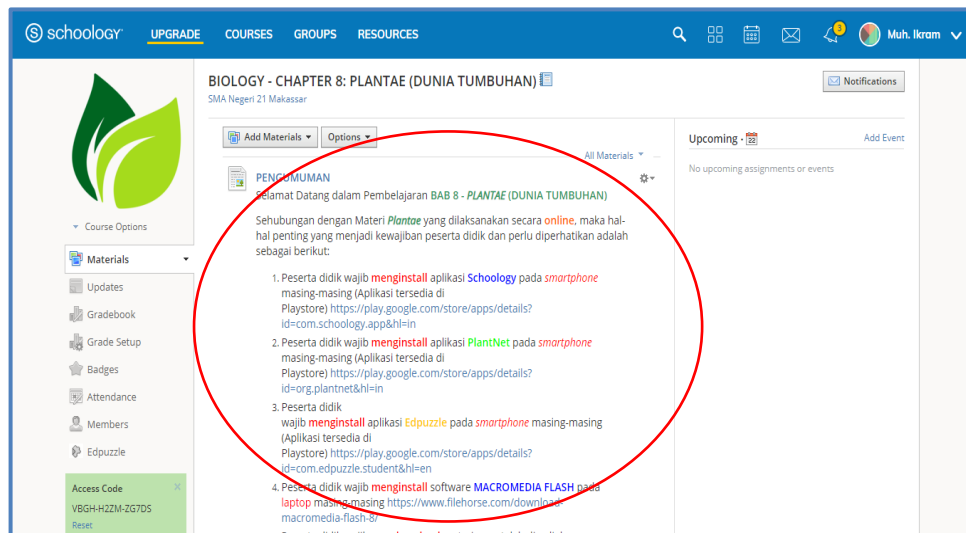 schoology UPGRADE COURSES GROUPS RESOURCES 3 Muh. Ikram
BIOLOGY - CHAPTER 8: PLANTAE (DUNIA TUMBUHAN)
Notifications
SMA Negeri 21 Makassar
Add Materials Options
All Materials
Upcoming · 22 Add Event
No upcoming assignments or events
PENGUMUMAN
Selamat Datang dalam Pembelajaran BAB 8 - PLANTAE (DUNIA TUMBUHAN)
Sehubungan dengan Materi Plantae yang dilaksanakan secara online, maka hal-
hal penting yang menjadi kewajiban peserta didik dan perlu diperhatikan adalah
sebagai berikut:
1. Peserta didik wajib menginstall aplikasi Schoology pada smartphone
masing-masing (Aplikasi tersedia di
Playstore) https://play.google.com/store/apps/details?
id=com.schoology.app&hl=in
2. Peserta didik wajib menginstall aplikasi PlantNet pada smartphone
masing-masing (Aplikasi tersedia di
Playstore) https://play.google.com/store/apps/details?
id=org.plantnet&hl=in
3. Peserta didik
wajib menginstall aplikasi Edpuzzle pada smartphone masing-masing
(Aplikasi tersedia di
Playstore) https://play.google.com/store/apps/details?
id=com.edpuzzle.student&hl=en
4. Peserta didik wajib menginstall software MACROMEDIA FLASH pada
laptop masing-masing https://www.filehorse.com/download-
macromedia-flash-8/
Course Options
Materials
Updates
Gradebook
Grade Setup
Badges
Attendance
Members
Edpuzzle
Access Code
VBGH-H2ZM-ZG7DS
Reset